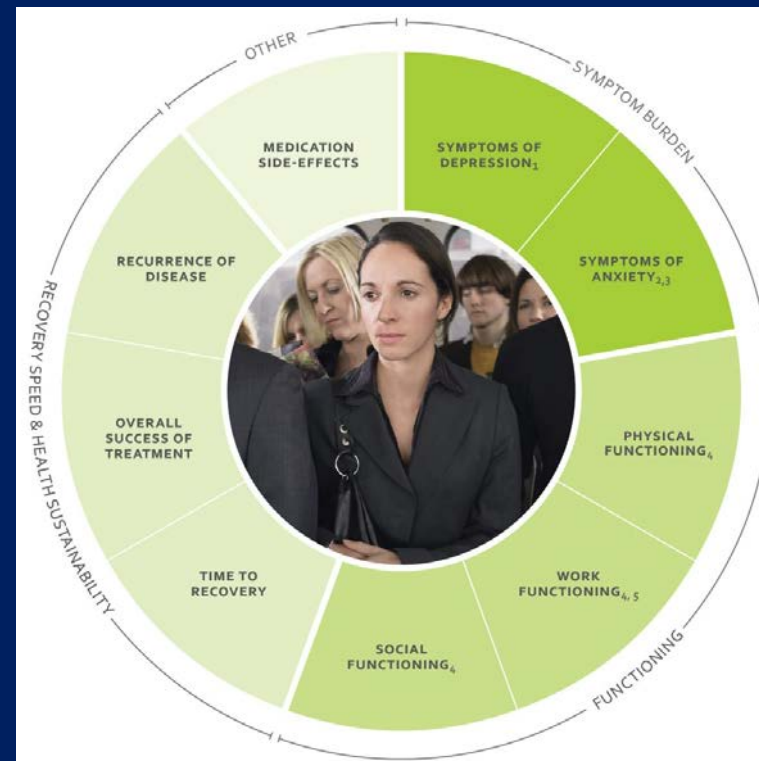 OTHER
SYMPTOM BURDEN
MEDICATION
SIDE-EFFECTS
SYMPTOMS OF
DEPRESSION₁
RECURRENCE OF
DISEASE
SYMPTOMS OF
ANXIETY₂,₃
OVERALL
SUCCESS OF
TREATMENT
PHYSICAL
FUNCTIONING₄
TIME TO
RECOVERY
WORK
FUNCTIONING₄, ₅
SOCIAL
FUNCTIONING₄
RECOVERY SPEED & HEALTH SUSTAINABILITY
FUNCTIONING